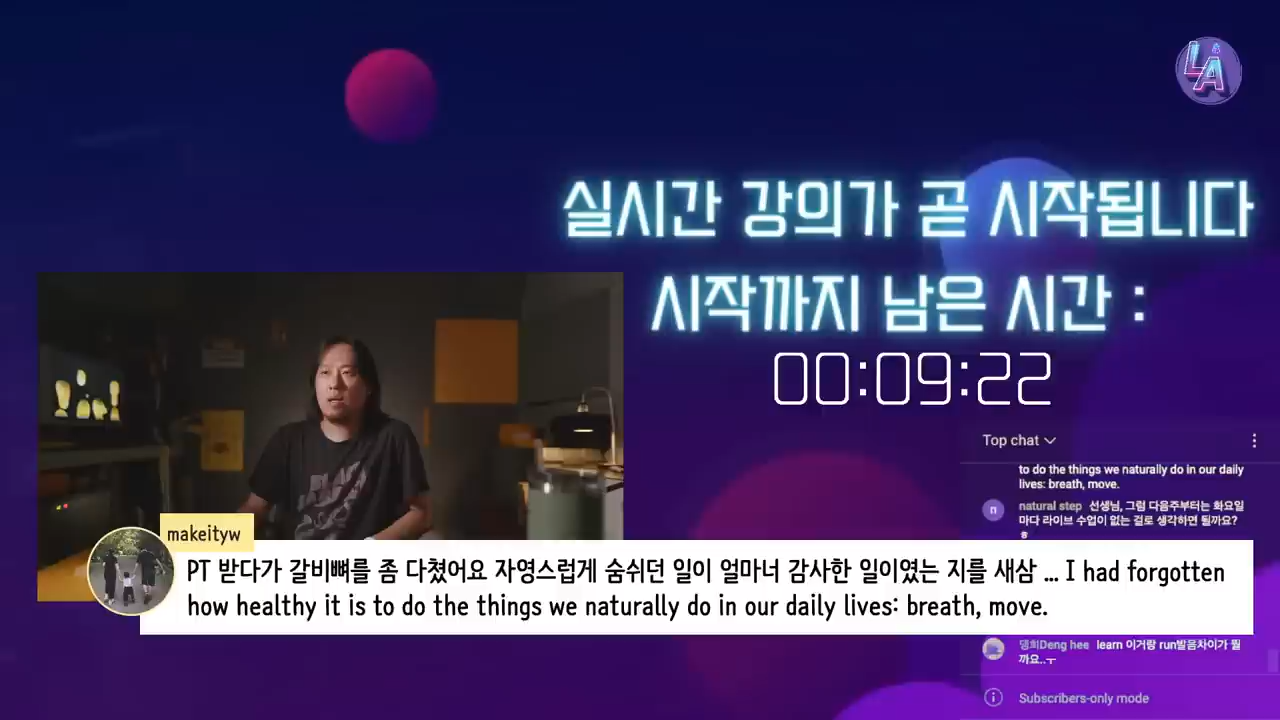 LA
실시간 강의가 곧 시작됩니다
시작까지 남은 시간 :
00:09:22
Top chat
to do the things we naturally do in our daily
lives: breath, move.
n
natural step 선생님, 그럼 다음주부터는 화요일
마다 라이브 수업이 없는 걸로 생각하면 될까요?
makeityw
PT 받다가 갈비뼈를 좀 다쳤어요 자영스럽게 숨쉬던 일이 얼마너 감사한 일이였는 지를 새삼 ... I had forgotten
how healthy it is to do the things we naturally do in our daily lives: breath, move.
댕희Deng hee learn 이거랑 run발음차이가 뭘
까요..ㅜ
Subscribers-only mode